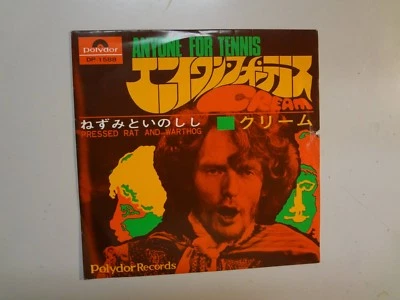 Polydor
DP-1566
ANYONE FOR TENNIS
エニイワン・フォー・テニス
CREAM
ねずみといのしし
PRESSED RAT AND WARTHOG
クリーム
Polydor Records